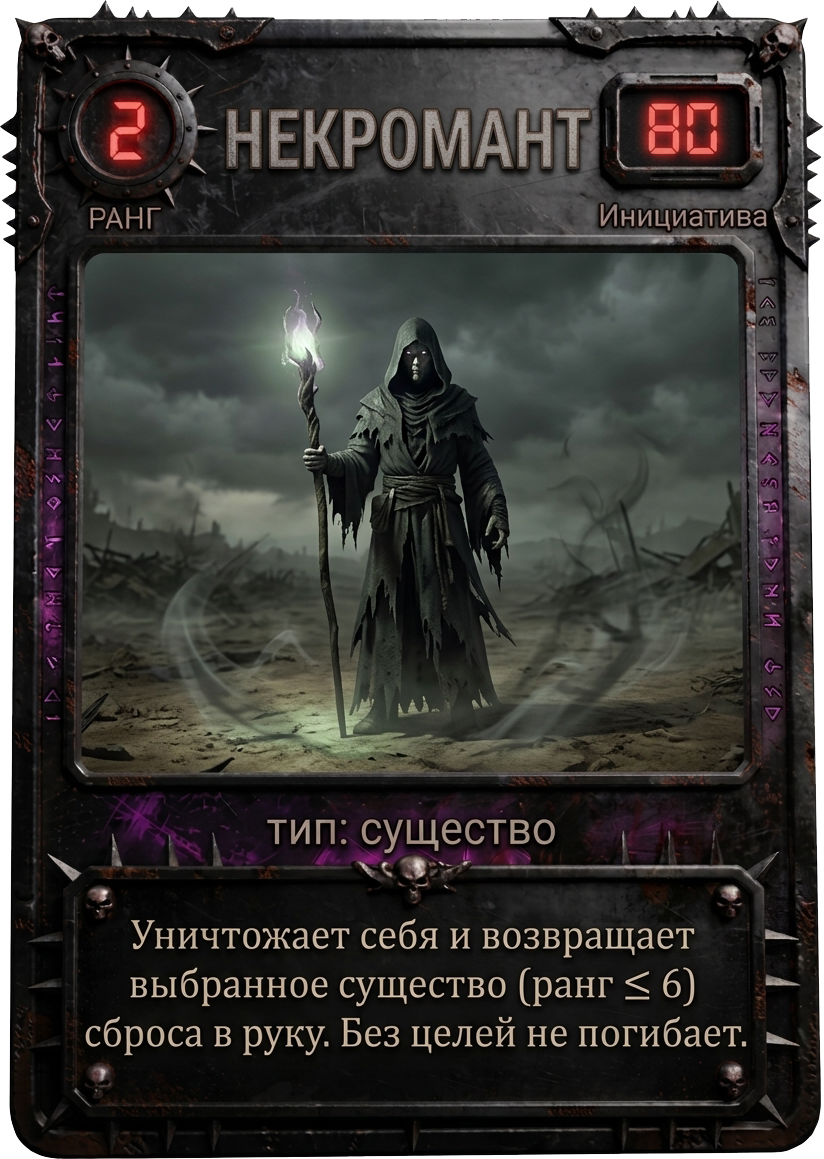 2
НЕКРОМАНТ
80
РАНГ
Инициатива
тип: существо
Уничтожает себя и возвращает
выбранное существо (ранг ≤ 6)
сброса в руку. Без целей не погибает.